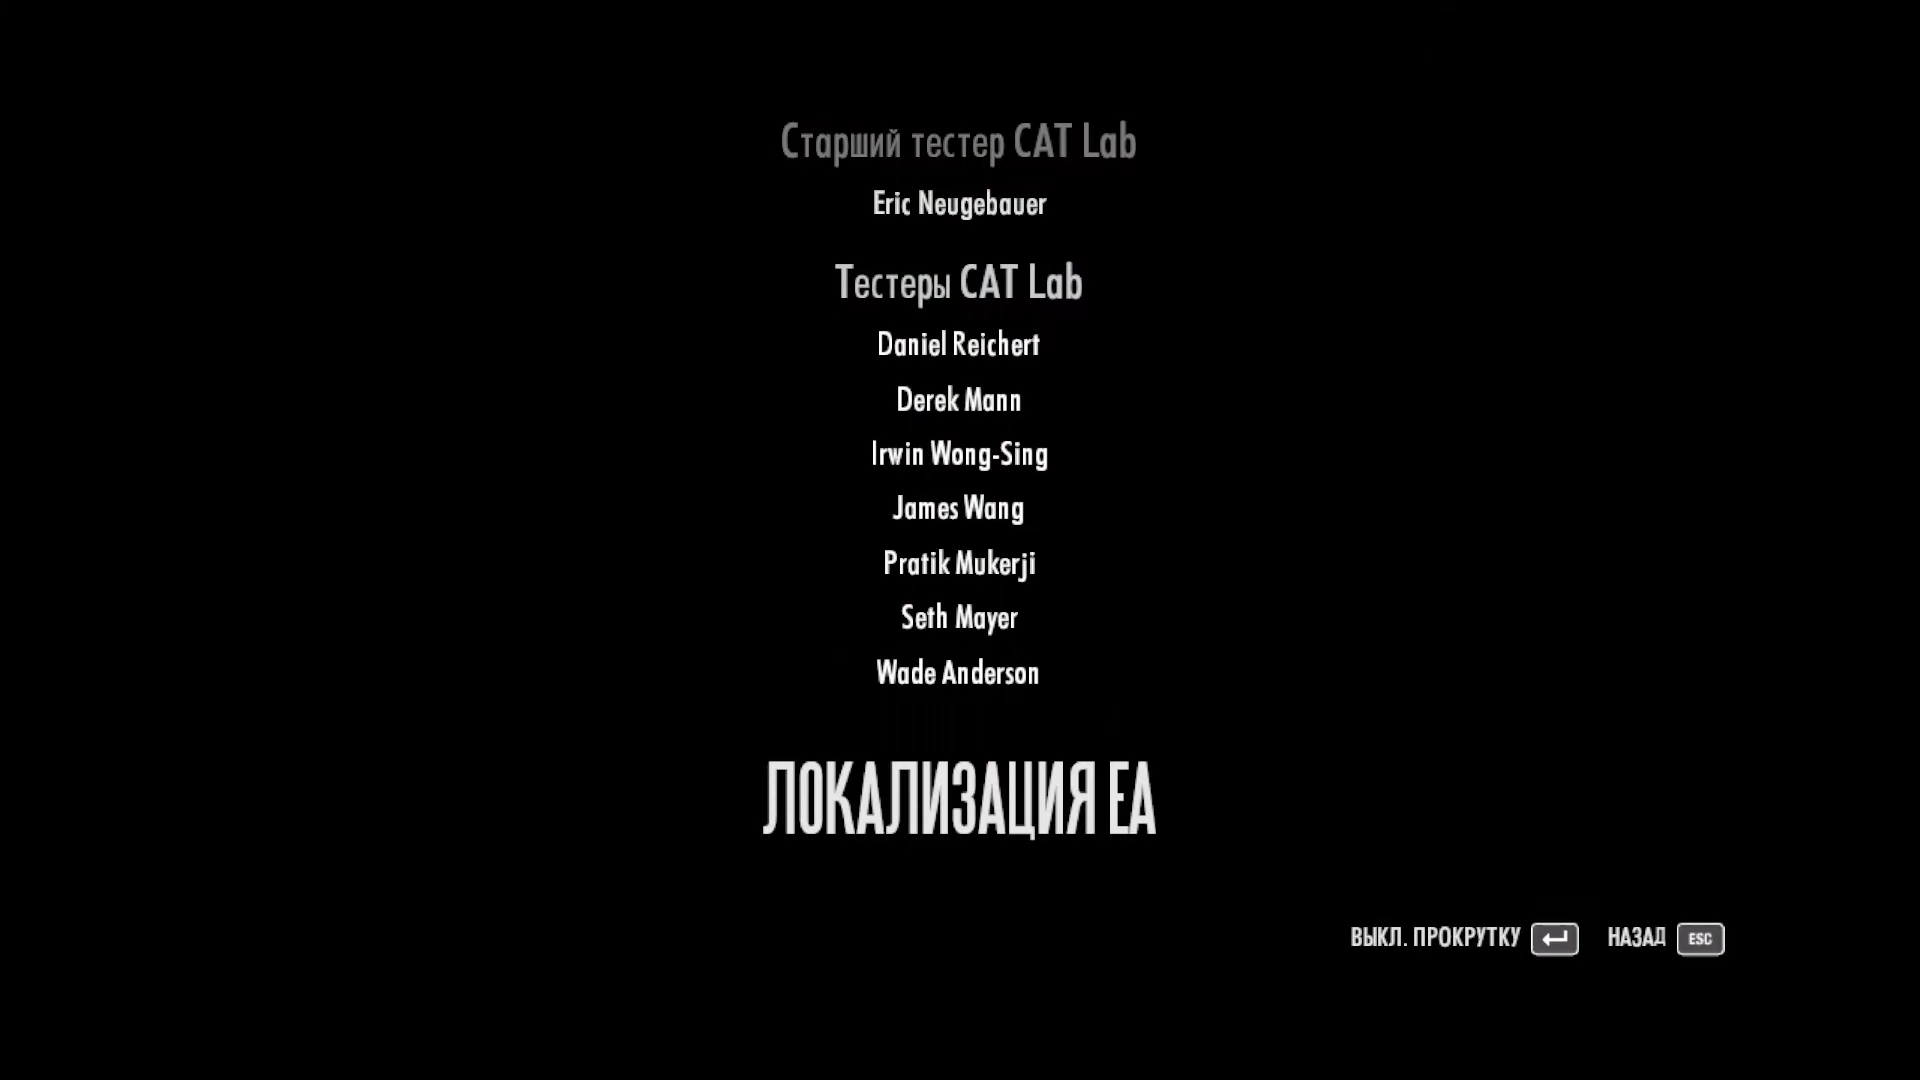 Старший тестер CAT Lab
Eric Neugebauer
Тестеры CAT Lab
Daniel Reichert
Derek Mann
Irwin Wong-Sing
James Wang
Pratik Mukerji
Seth Mayer
Wade Anderson
ЛОКАЛИЗАЦИЯ EA
ВЫКЛ. ПРОКРУТКУ НАЗАД ESC